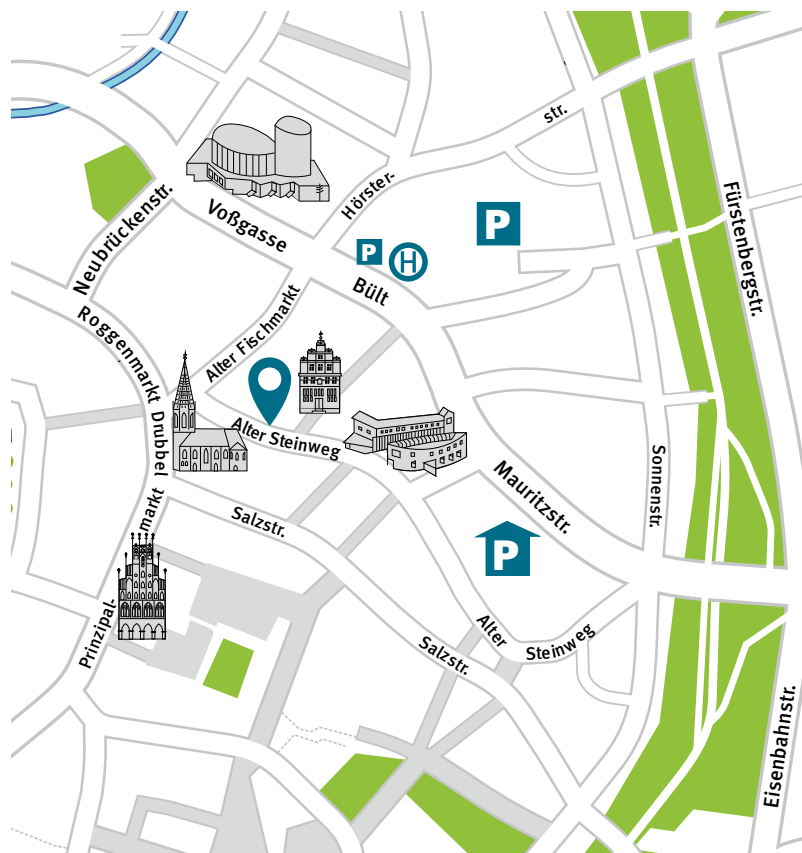 str.
Hörster-
P
Fürstenbergstr.
Neubrückenstr.
Voßgasse
P
H
Bült
Roggenmarkt
Alter Fischmarkt
Drubbel
Alter Steinweg
Sonnenstr.
Mauritzstr.
markt
Salzstr.
P
Prinzipal-
Alter
Steinweg
Salzstr.
Eisenbahnstr.